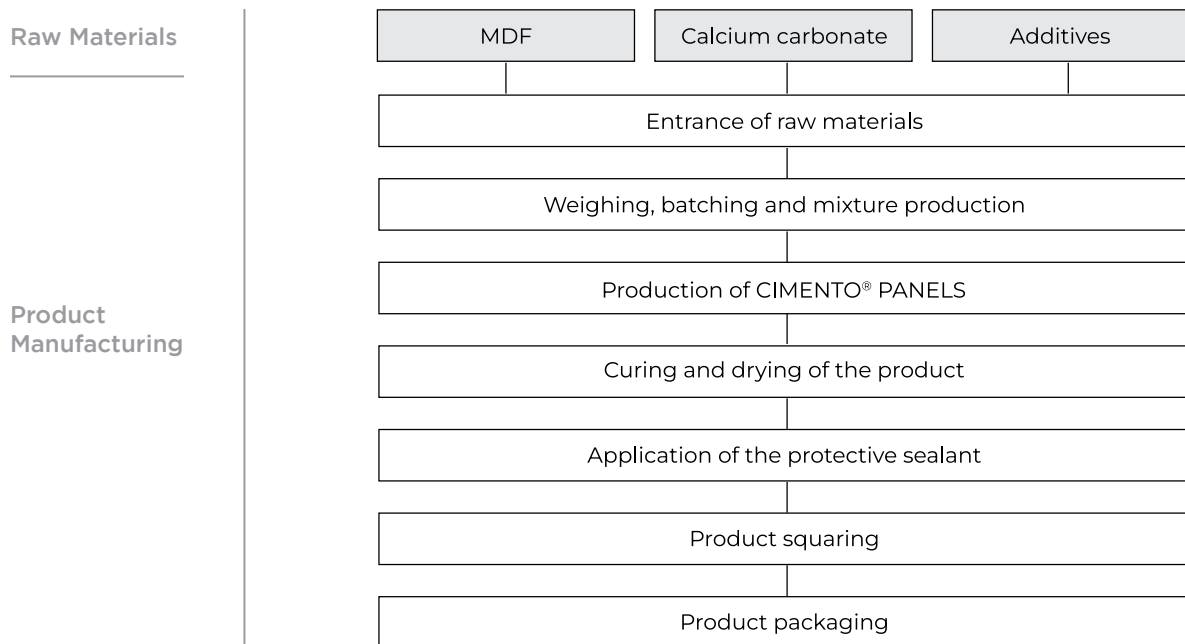 Raw Materials
MDF
Calcium carbonate
Additives
Entrance of raw materials
Weighing, batching and mixture production
Production of CIMENTO® PANELS
Product
Manufacturing
Curing and drying of the product
Application of the protective sealant
Product squaring
Product packaging